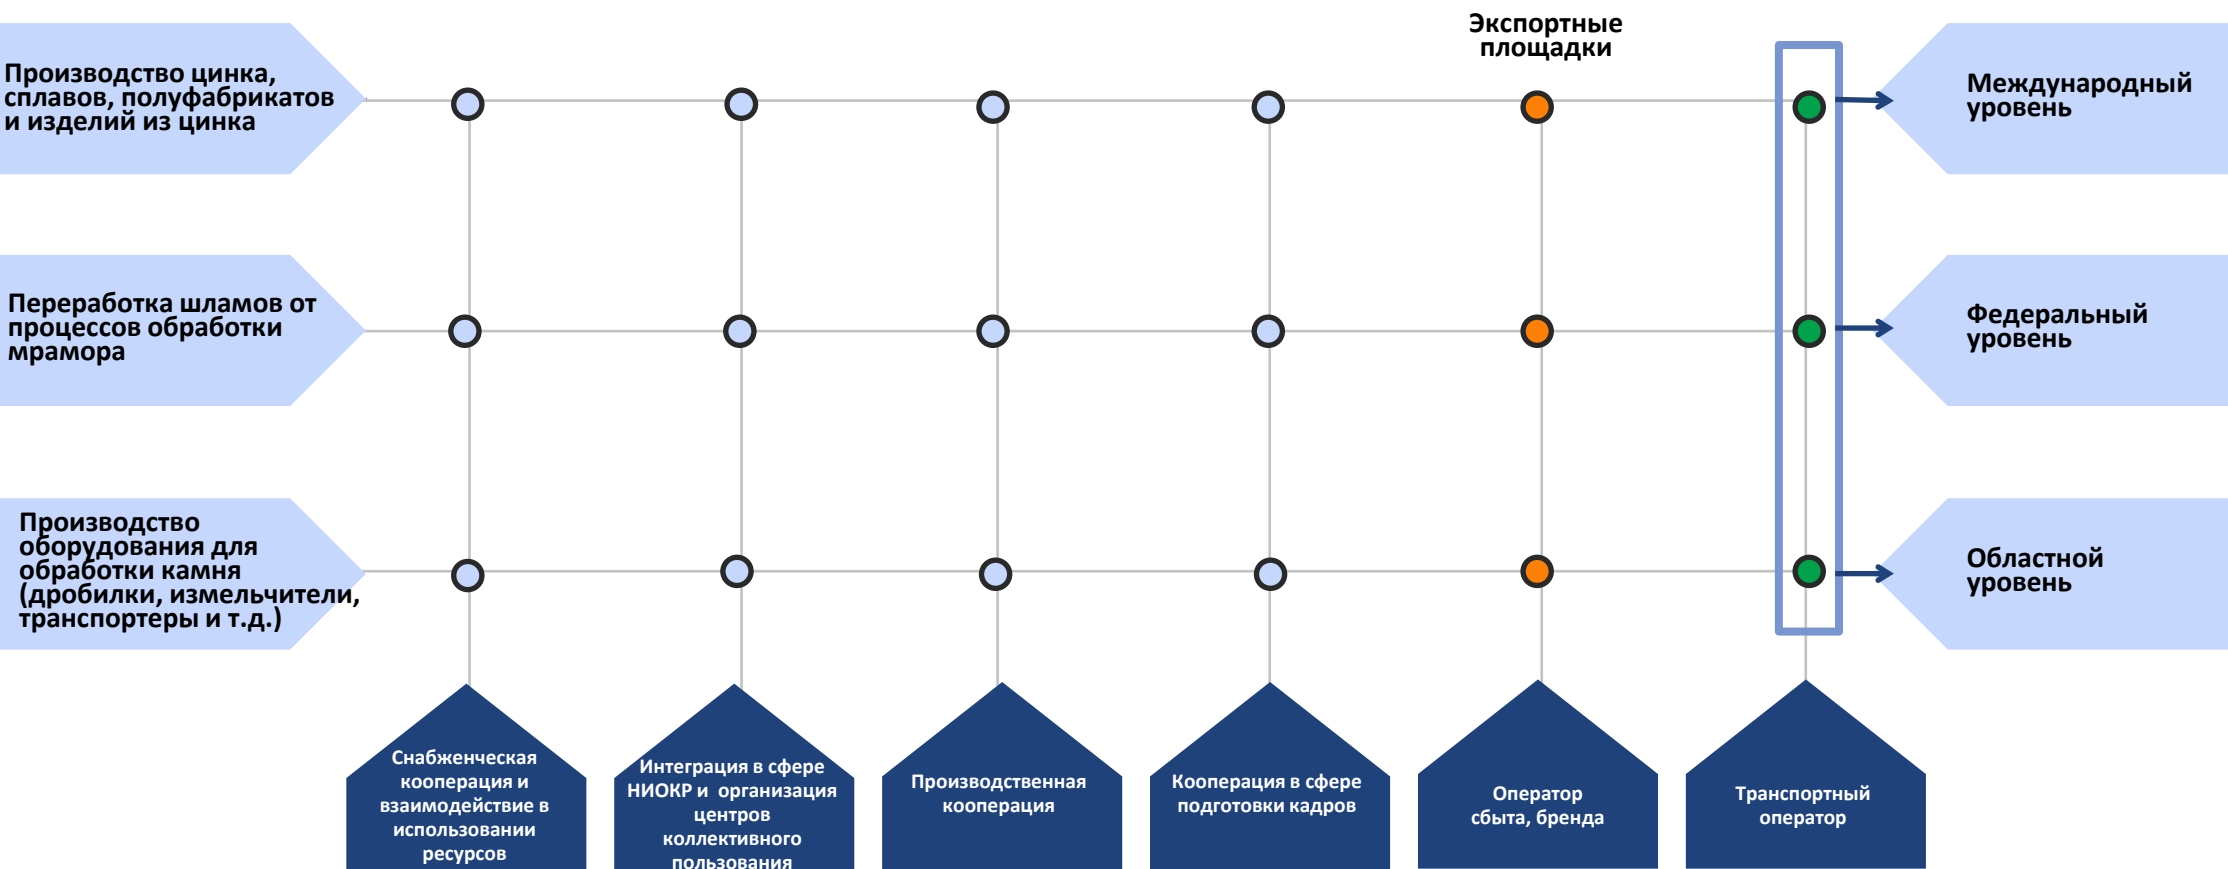 Экспортные
площадки
Производство цинка,
сплавов, полуфабрикатов
и изделий из цинка
Международный
уровень
Переработка шламов от
процессов обработки
мрамора
Федеральный
уровень
Производство
оборудования для
обработки камня
(дробилки, измельчители,
транспортеры и т.д.)
Областной
уровень
Снабженческая
кооперация и
взаимодействие в
использовании
ресурсов
Интеграция в сфере
НИОКР и организация
центров
коллективного
пользования
Производственная
кооперация
Кооперация в сфере
подготовки кадров
Оператор
сбыта, бренда
Транспортный
оператор